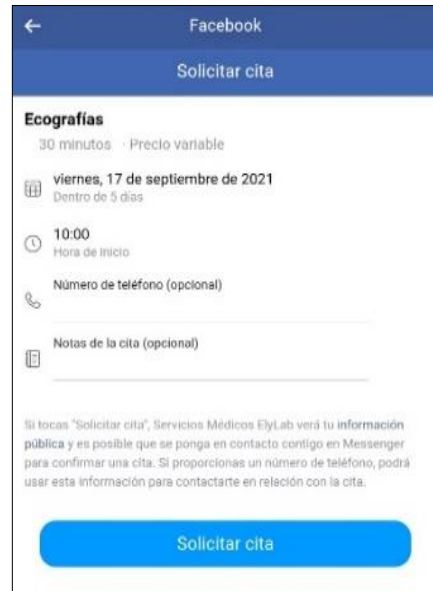 Facebook
Solicitar cita
Ecografías
30 minutos · Precio variable
viernes, 17 de septiembre de 2021
Dentro de 5 días
10:00
Hora de inicio
Número de teléfono (opcional)
Notas de la cita (opcional)
Si tocas "Solicitar cita", Servicios Médicos ElyLab verá tu información
pública y es posible que se ponga en contacto contigo en Messenger
para confirmar una cita. Si proporcionas un número de teléfono, podrá
usar esta información para contactarte en relación con la cita.
Solicitar cita